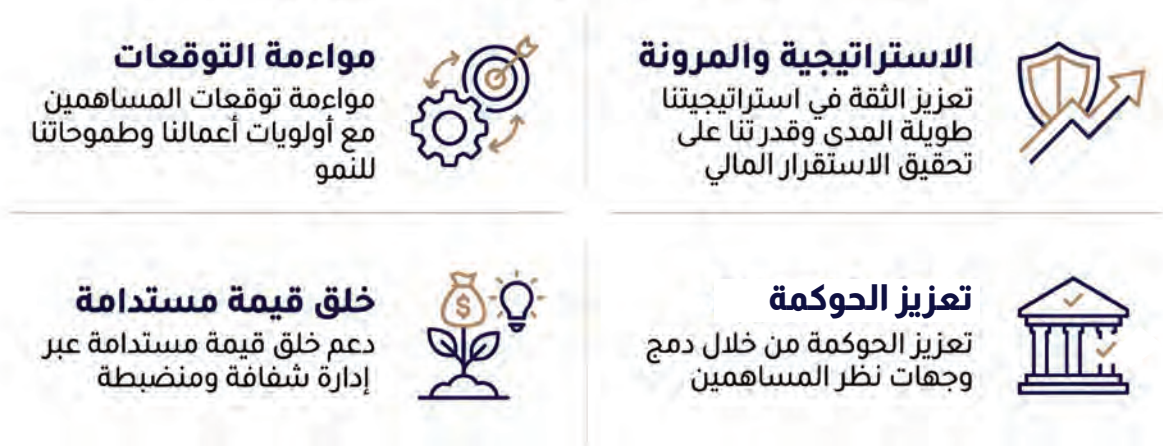 الاستراتيجية والمرونة
تعزيز الثقة في استراتيجيتنا
طويلة المدى وقدر تنا على
تحقيق الاستقرار المالي
مواءمة التوقعات
مواءمة توقعات المساهمين
مع أولويات أعمالنا وطموحاتنا
للنمو
تعزيز الحوكمة
تعزيز الحوكمة من خلال دمج
وجهات نظر المساهمين
خلق قيمة مستدامة
دعم خلق قيمة مستدامة عبر
إدارة شفافة ومنضبطة
$